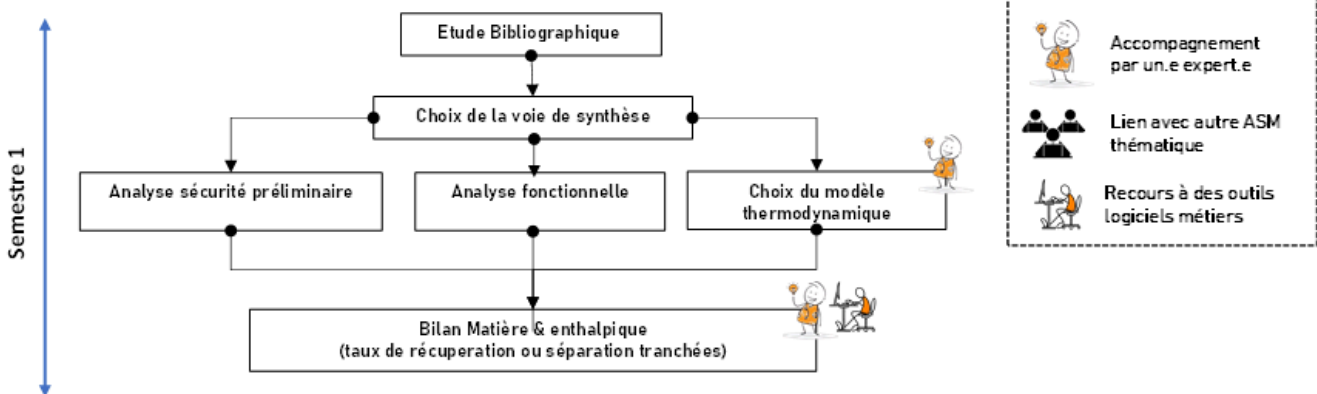 Semestre 1
Etude Bibliographique
Choix de la voie de synthèse
Analyse sécurité préliminaire
Analyse fonctionnelle
Choix du modèle
thermodynamique
Bilan Matière & enthalpique
(taux de récuperation ou séparation tranchées)
Accompagnement
par un.e expert.e
Lien avec autre ASM
thématique
Recours à des outils
logiciels métiers